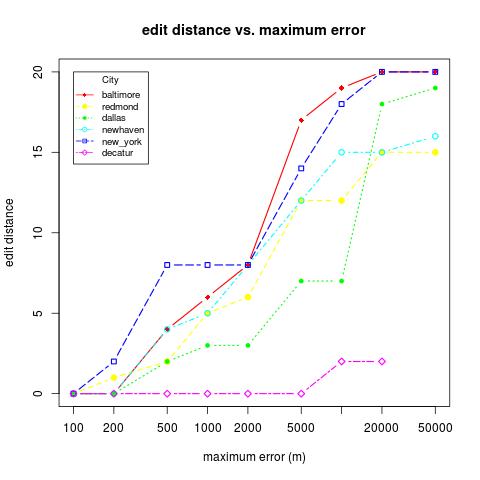 edit distance vs. maximum error
edit distance
20
15
10
5
0
City
baltimore
redmond
dallas
newhaven
new_york
decatur
100 200 500 1000 2000 5000 20000 50000
maximum error (m)